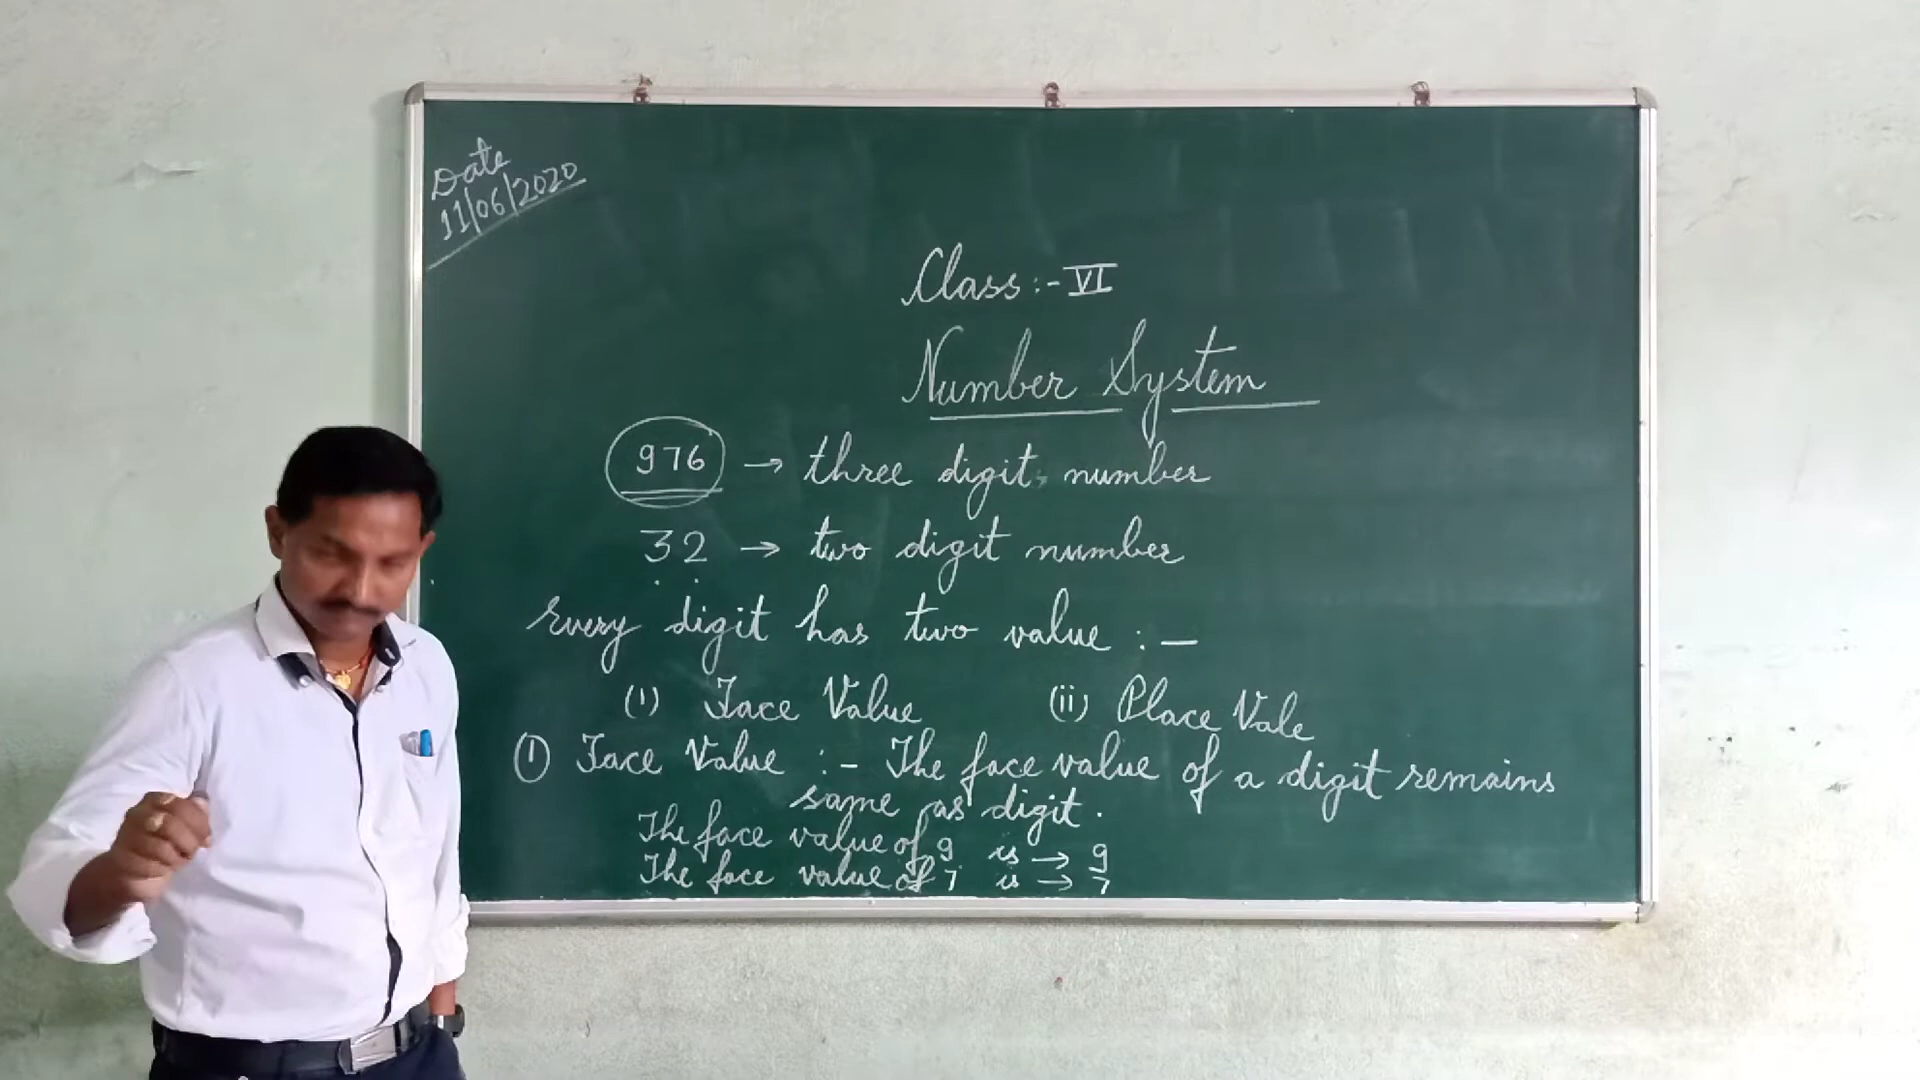 Date
11/06/2020
Class :- VI
Number System
976 → three digit number
32 → two digit number
Every digit has two value : —
(i) Face Value (ii) Place Vale
① Face Value :- The face value of a digit remains
same as digit.
The face value of 9 is → 9
The face value of 7 is → 7